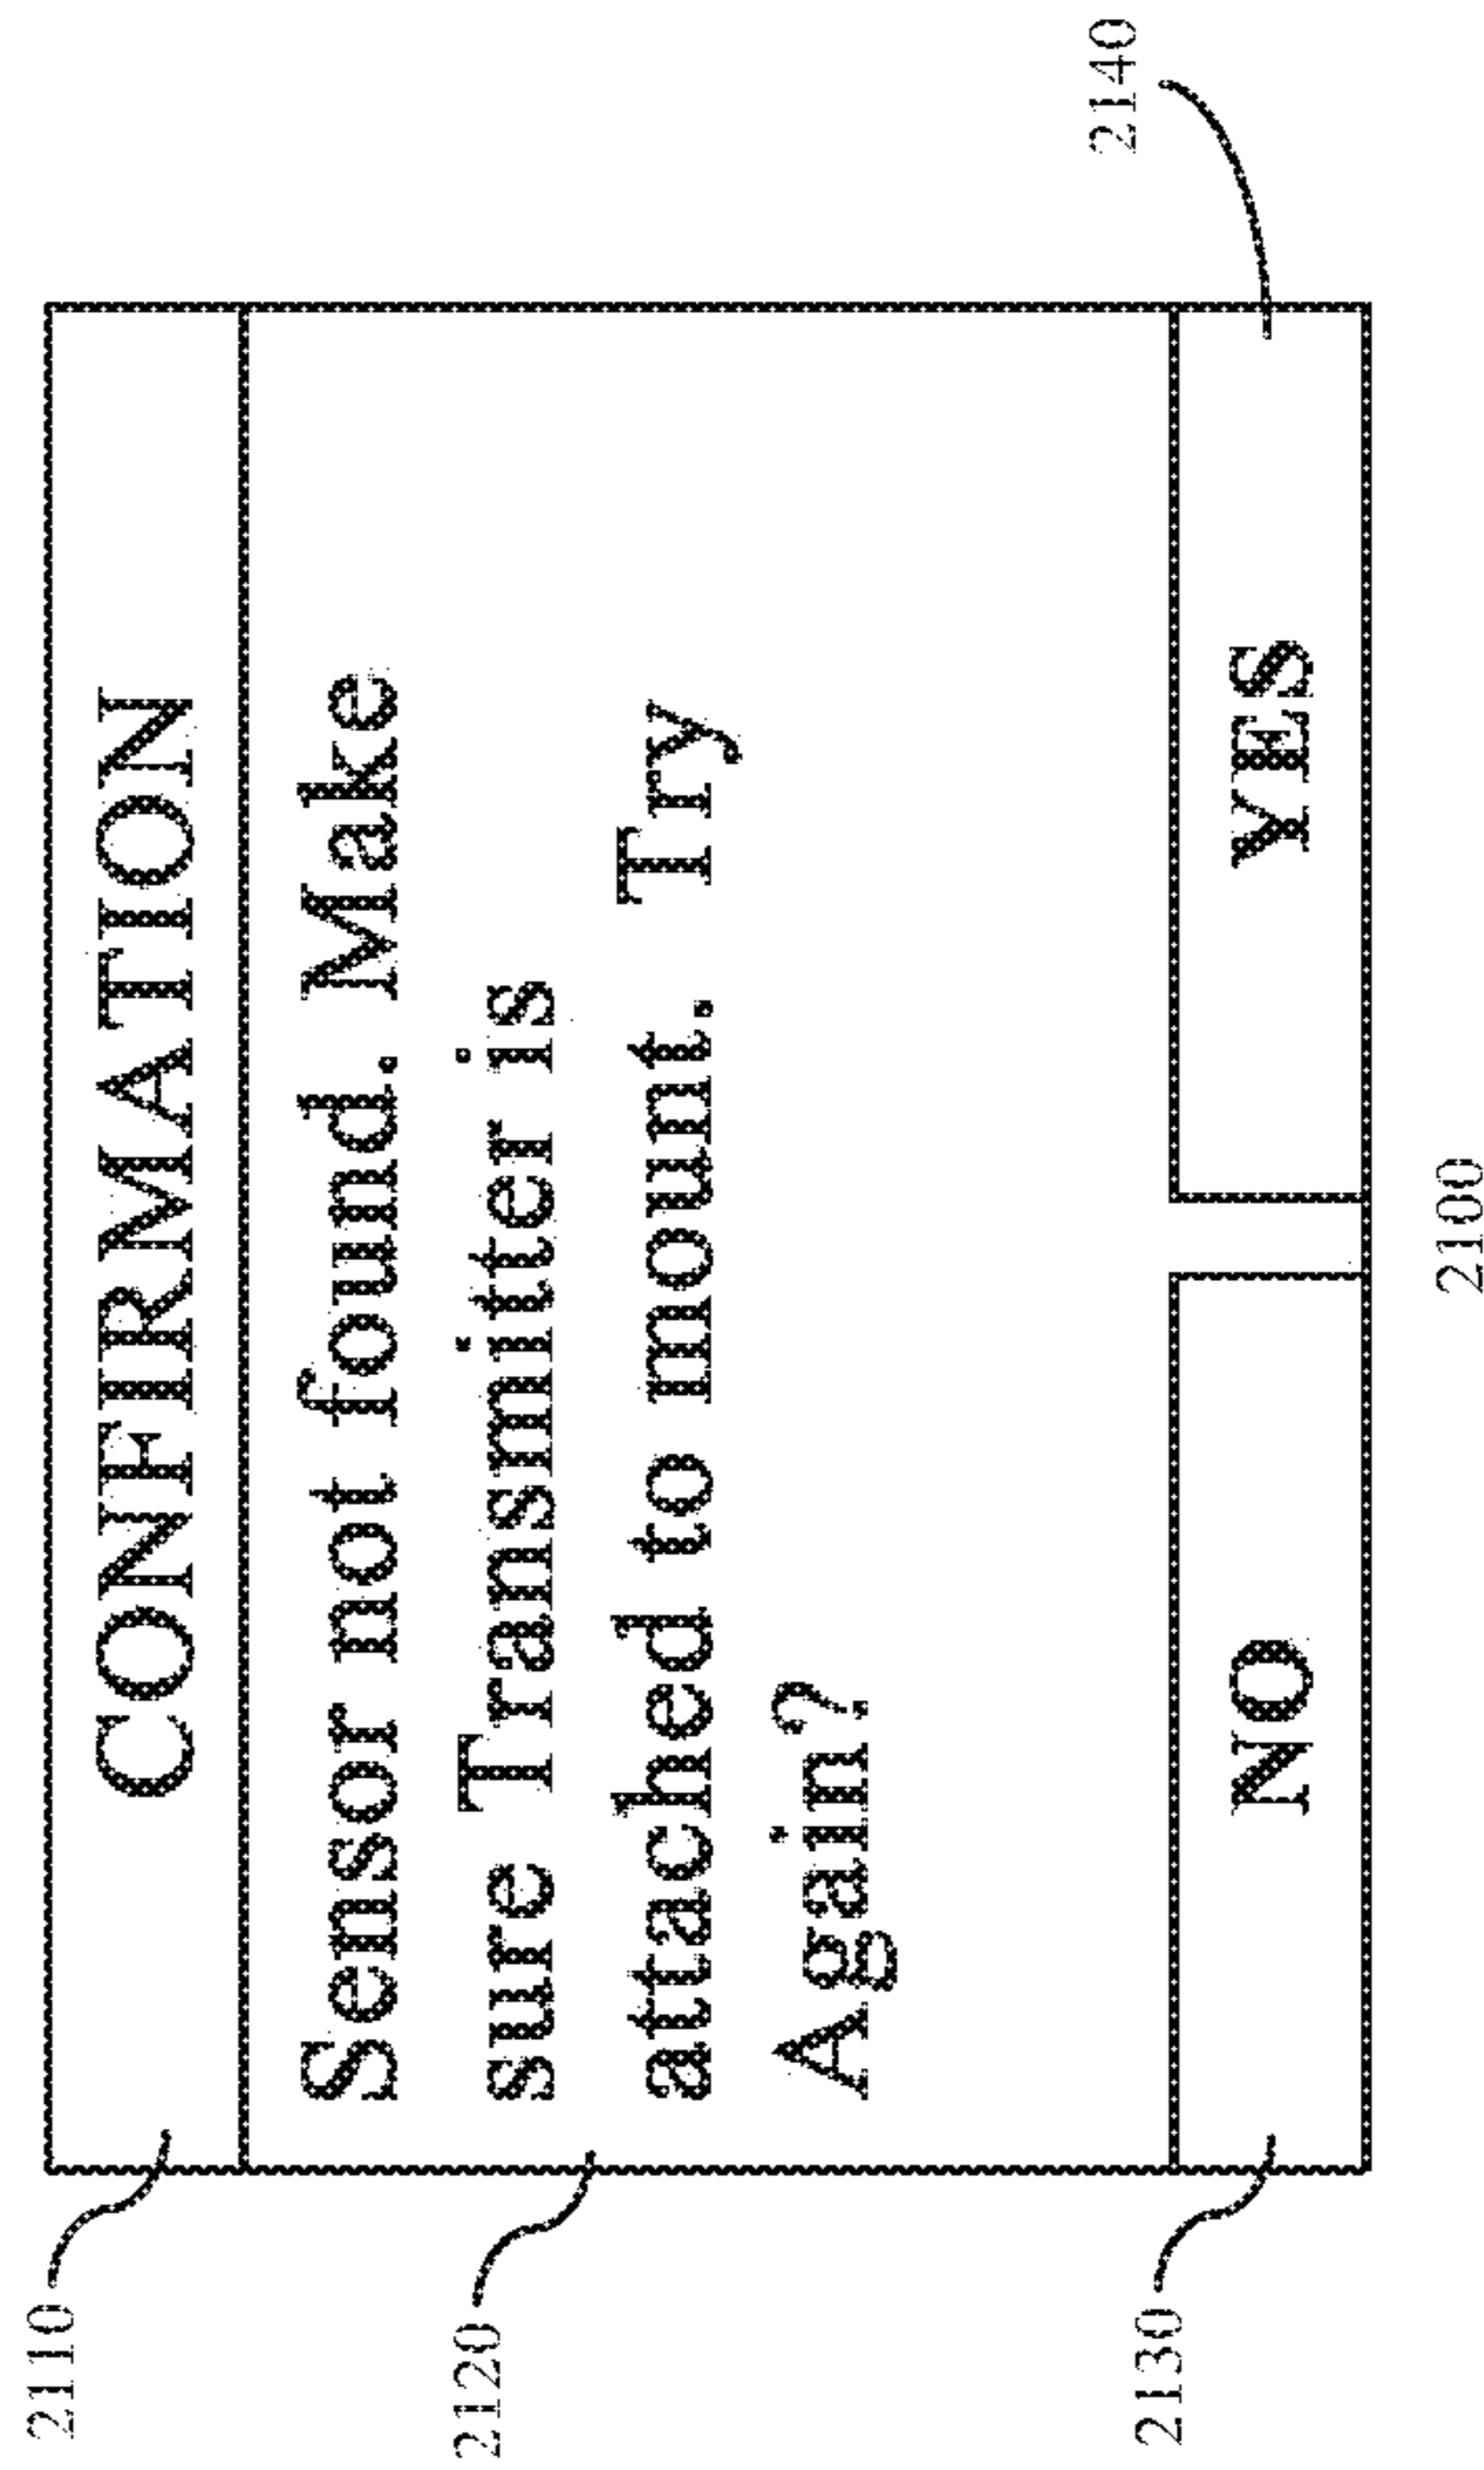 2110
CONFIRMATION
2120
Sensor not found. Make
sure Transmitter is
attached to mount. Try
Again?
2140
2130
NO
YES
2100